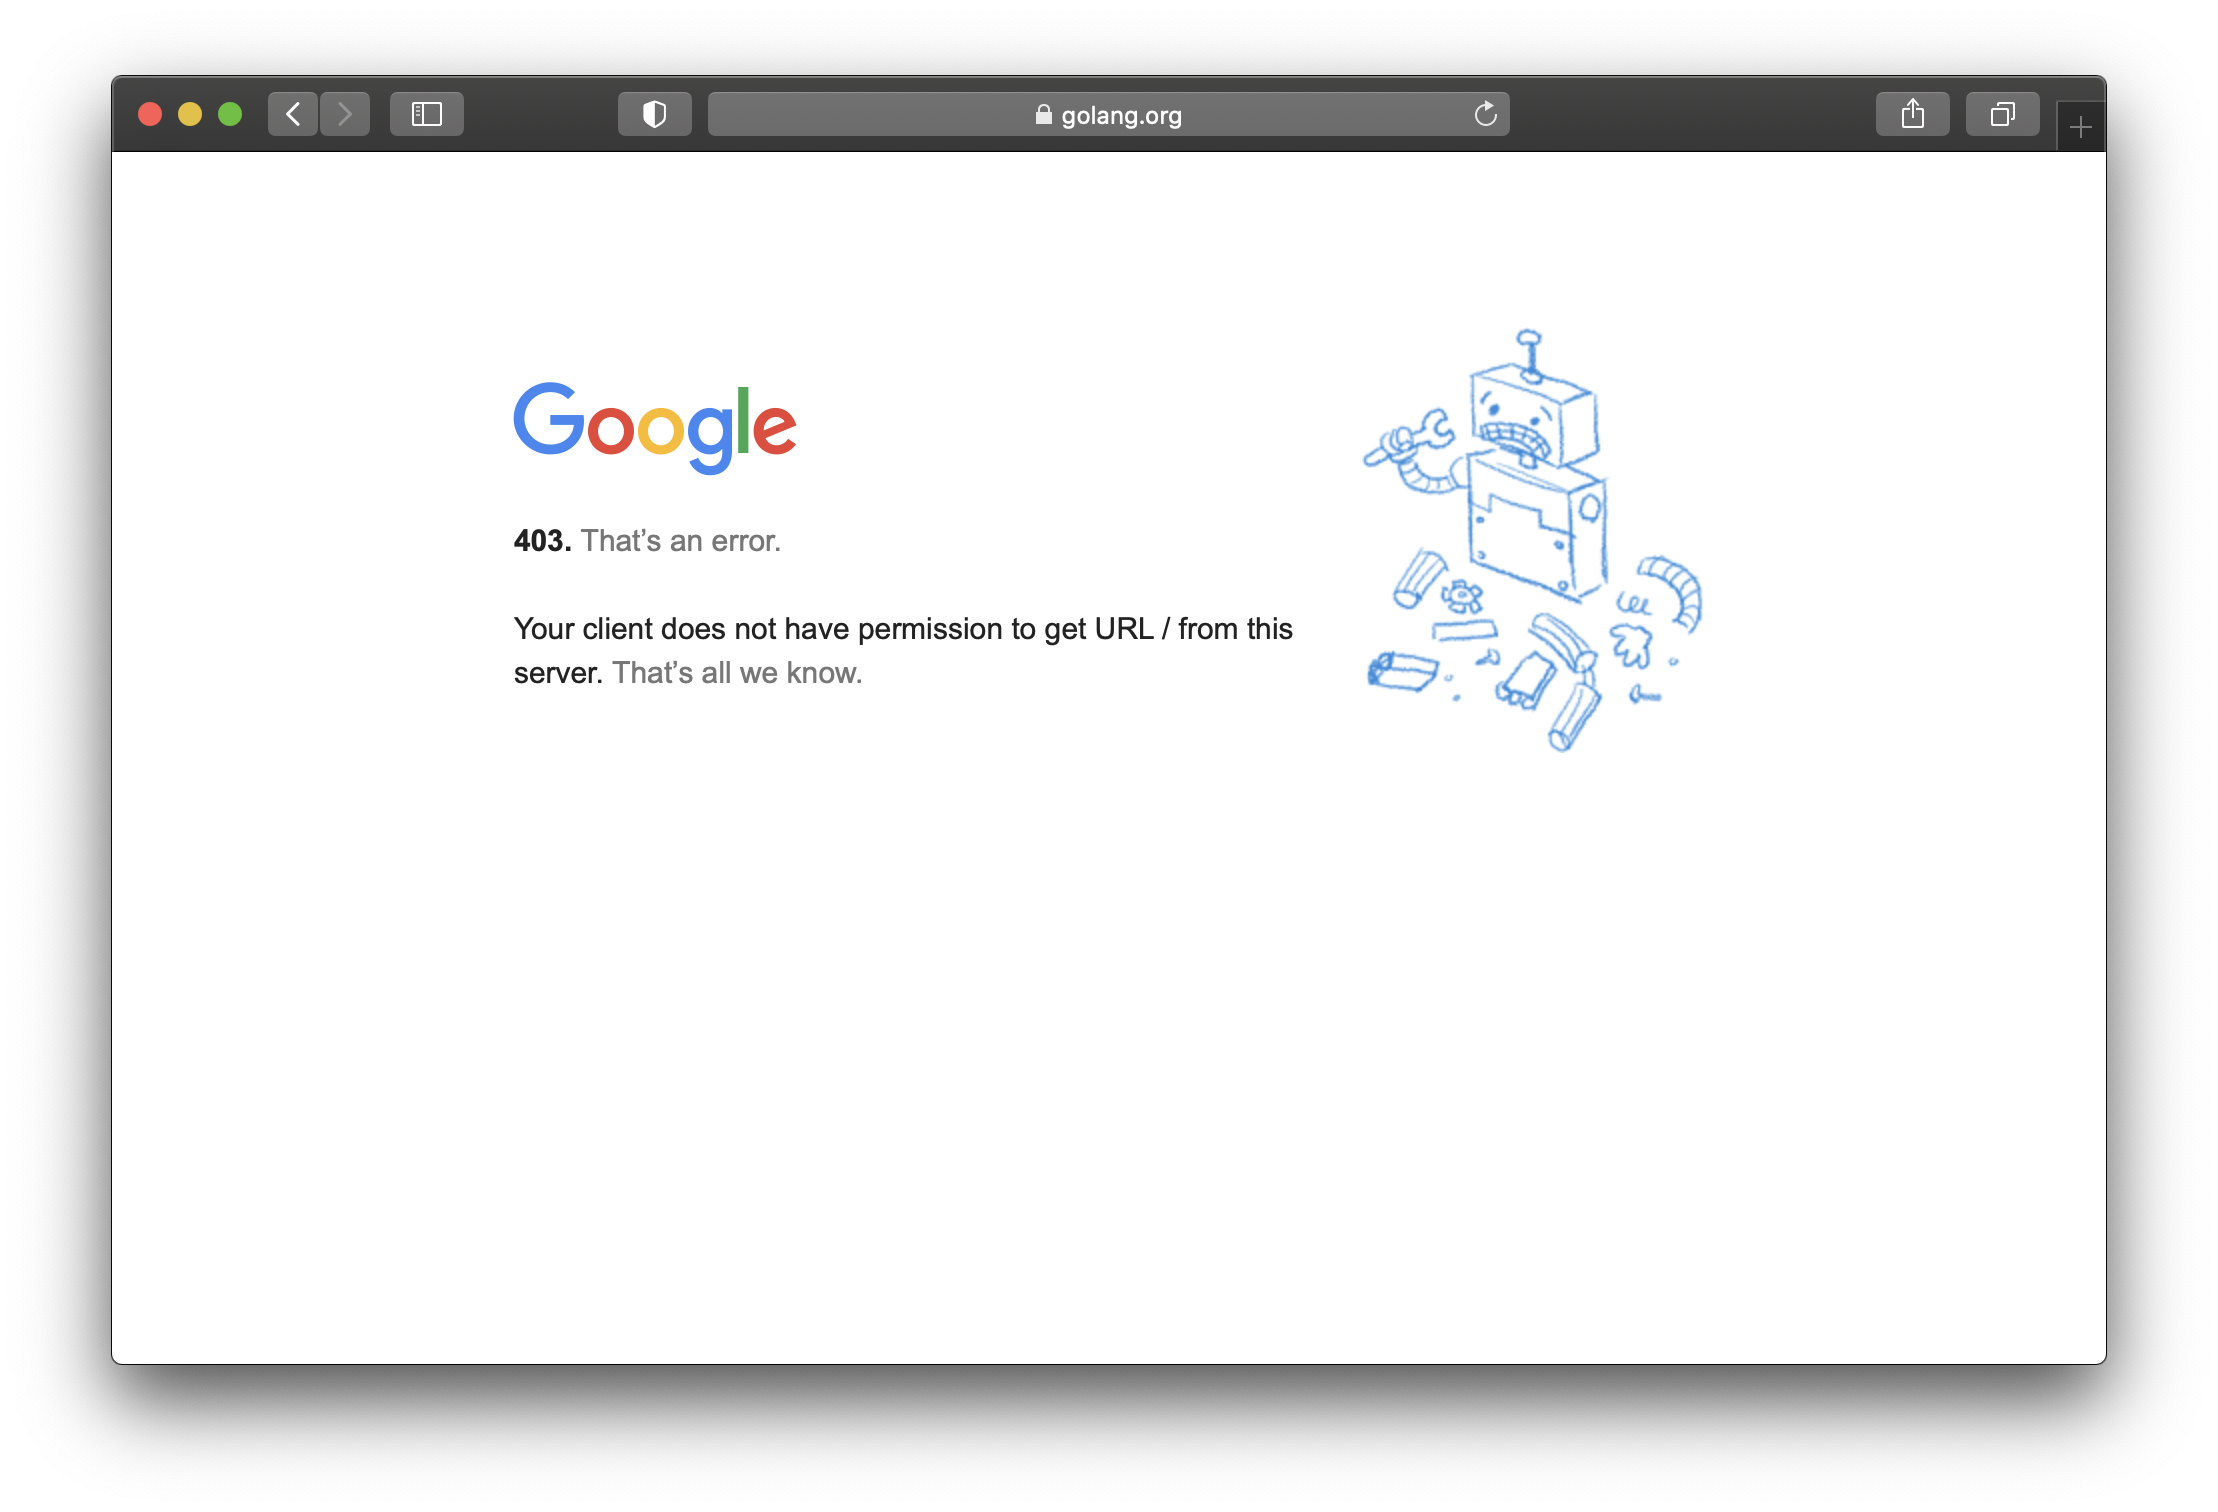 golang.org
Google
403. That’s an error.
Your client does not have permission to get URL / from this
server. That’s all we know.